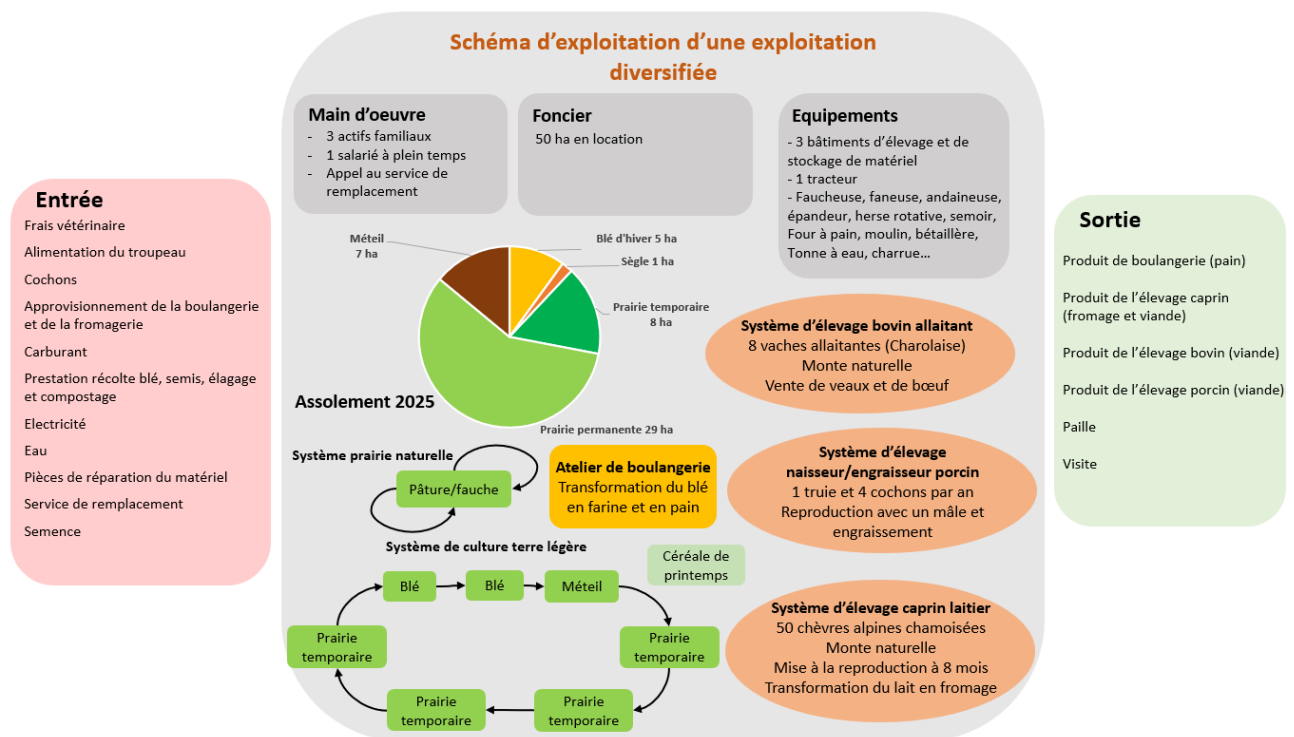 Schéma d’exploitation d’une exploitation
diversifiée
Entrée
Frais vétérinaire
Alimentation du troupeau
Cochons
Approvisionnement de la boulangerie
et de la fromagerie
Carburant
Prestation récolte blé, semis, élagage
et compostage
Electricité
Eau
Pièces de réparation du matériel
Service de remplacement
Semence
Main d’oeuvre
- 3 actifs familiaux
- 1 salarié à plein temps
- Appel au service de
remplacement
Foncier
50 ha en location
Equipements
- 3 bâtiments d’élevage et de
stockage de matériel
- 1 tracteur
- Faucheuse, faneuse, andaineuse,
épandeur, herse rotative, semoir,
Four à pain, moulin, bétaillère,
Tonne à eau, charrue…
Méteil
7 ha
Blé d'hiver 5 ha
Sègle 1 ha
Prairie temporaire
8 ha
Prairie permanente 29 ha
Assolement 2025
Système prairie naturelle
Pâture/fauche
Atelier de boulangerie
Transformation du blé
en farine et en pain
Système de culture terre légère
Céréale de
printemps
Blé
Blé
Méteil
Prairie
temporaire
Prairie
temporaire
Prairie
temporaire
Prairie
temporaire
Système d’élevage bovin allaitant
8 vaches allaitantes (Charolaise)
Monte naturelle
Vente de veaux et de bœuf
Système d’élevage
naisseur/engraisseur porcin
1 truie et 4 cochons par an
Reproduction avec un mâle et
engraissement
Système d’élevage caprin laitier
50 chèvres alpines chamoisées
Monte naturelle
Mise à la reproduction à 8 mois
Transformation du lait en fromage
Sortie
Produit de boulangerie (pain)
Produit de l’élevage caprin
(fromage et viande)
Produit de l’élevage bovin (viande)
Produit de l’élevage porcin (viande)
Paille
Visite